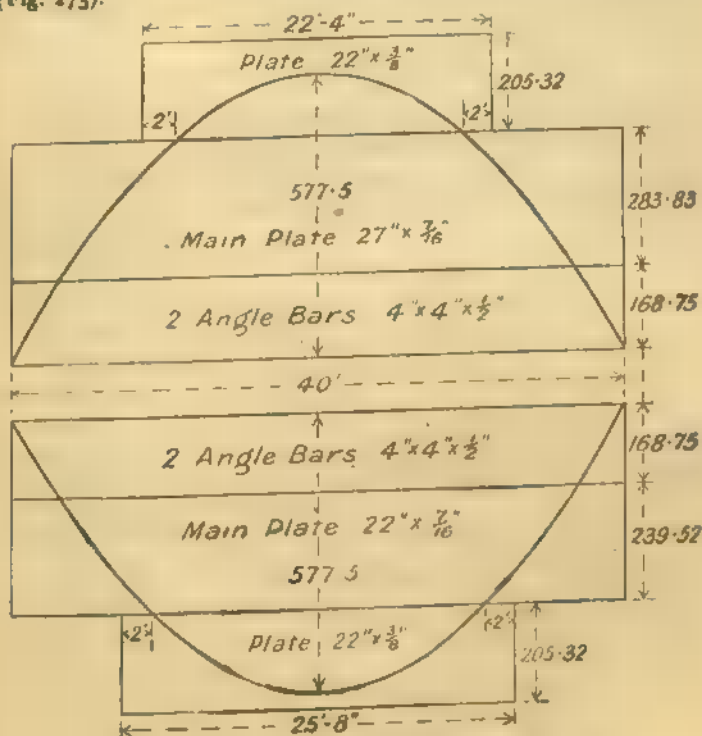 22'-4"
Plate 22" × 3/8"
205·32
2'
2'
577·5
283·83
Main Plate 27" × 7/16"
2 Angle Bars 4" × 4" × 1/2"
168·75
40'
2 Angle Bars 4" × 4" × 1/2"
168·75
Main Plate 22" × 7/16"
239·52
577·5
2'
Plate 22" × 3/8"
2'
205·32
25'-8"